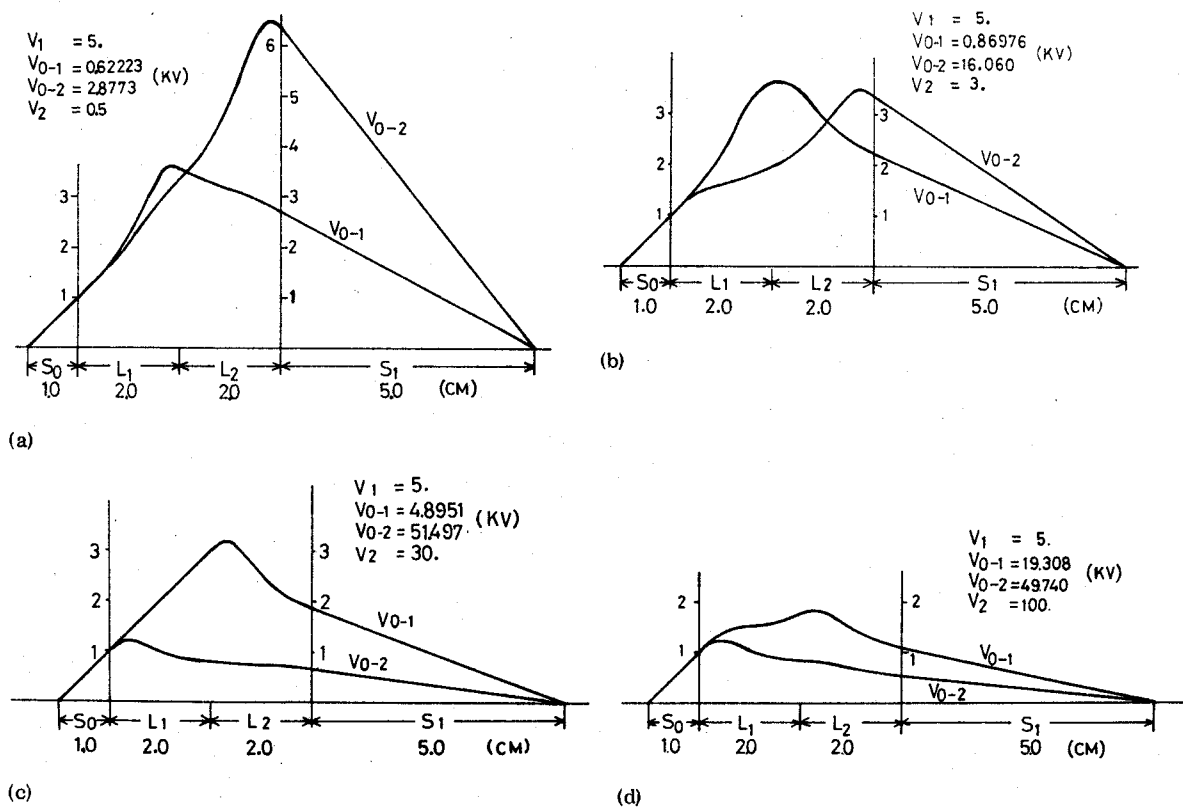 V1 = 5.
V0-1 = 0.62223
V0-2 = 2.8773
V2 = 0.5
(KV)
6
5
4
3
2
1
3
2
1
V0-2
V0-1
S0 L1 L2 S1
1.0 2.0 2.0 5.0 (CM)
(a)
V1 = 5.
V0-1 = 0.86976
V0-2 = 16.060
V2 = 3.
(KV)
3
2
1
3
2
1
V0-2
V0-1
S0 L1 L2 S1
1.0 2.0 2.0 5.0 (CM)
(b)
V1 = 5.
V0-1 = 4.8951
V0-2 = 51.497
V2 = 30.
(KV)
3
2
1
3
2
1
V0-1
V0-2
S0 L1 L2 S1
1.0 2.0 2.0 5.0 (CM)
(c)
V1 = 5.
V0-1 = 19.308
V0-2 = 49.740
V2 = 100.
(KV)
2
1
2
1
V0-1
V0-2
S0 L1 L2 S1
1.0 2.0 2.0 5.0 (CM)
(d)